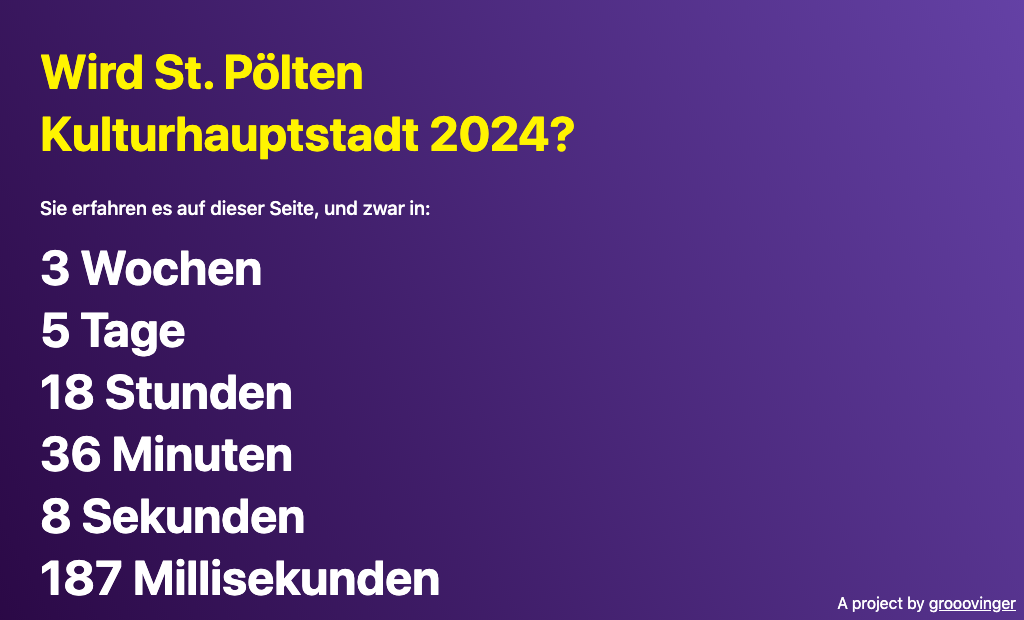 Wird St. Pölten
Kulturhauptstadt 2024?
Sie erfahren es auf dieser Seite, und zwar in:
3 Wochen
5 Tage
18 Stunden
36 Minuten
8 Sekunden
187 Millisekunden
A project by grooovinger